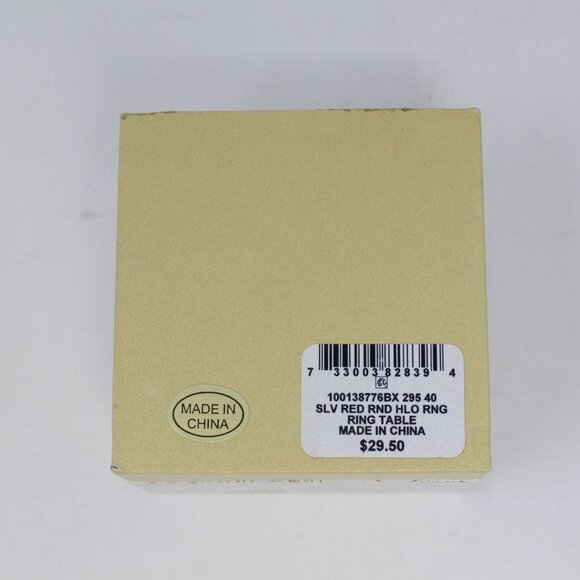 7 33003 82839 4
100138776BX 295 40
SLV RED RND HLO RNG
RING TABLE
MADE IN CHINA
$29.50
MADE IN
CHINA